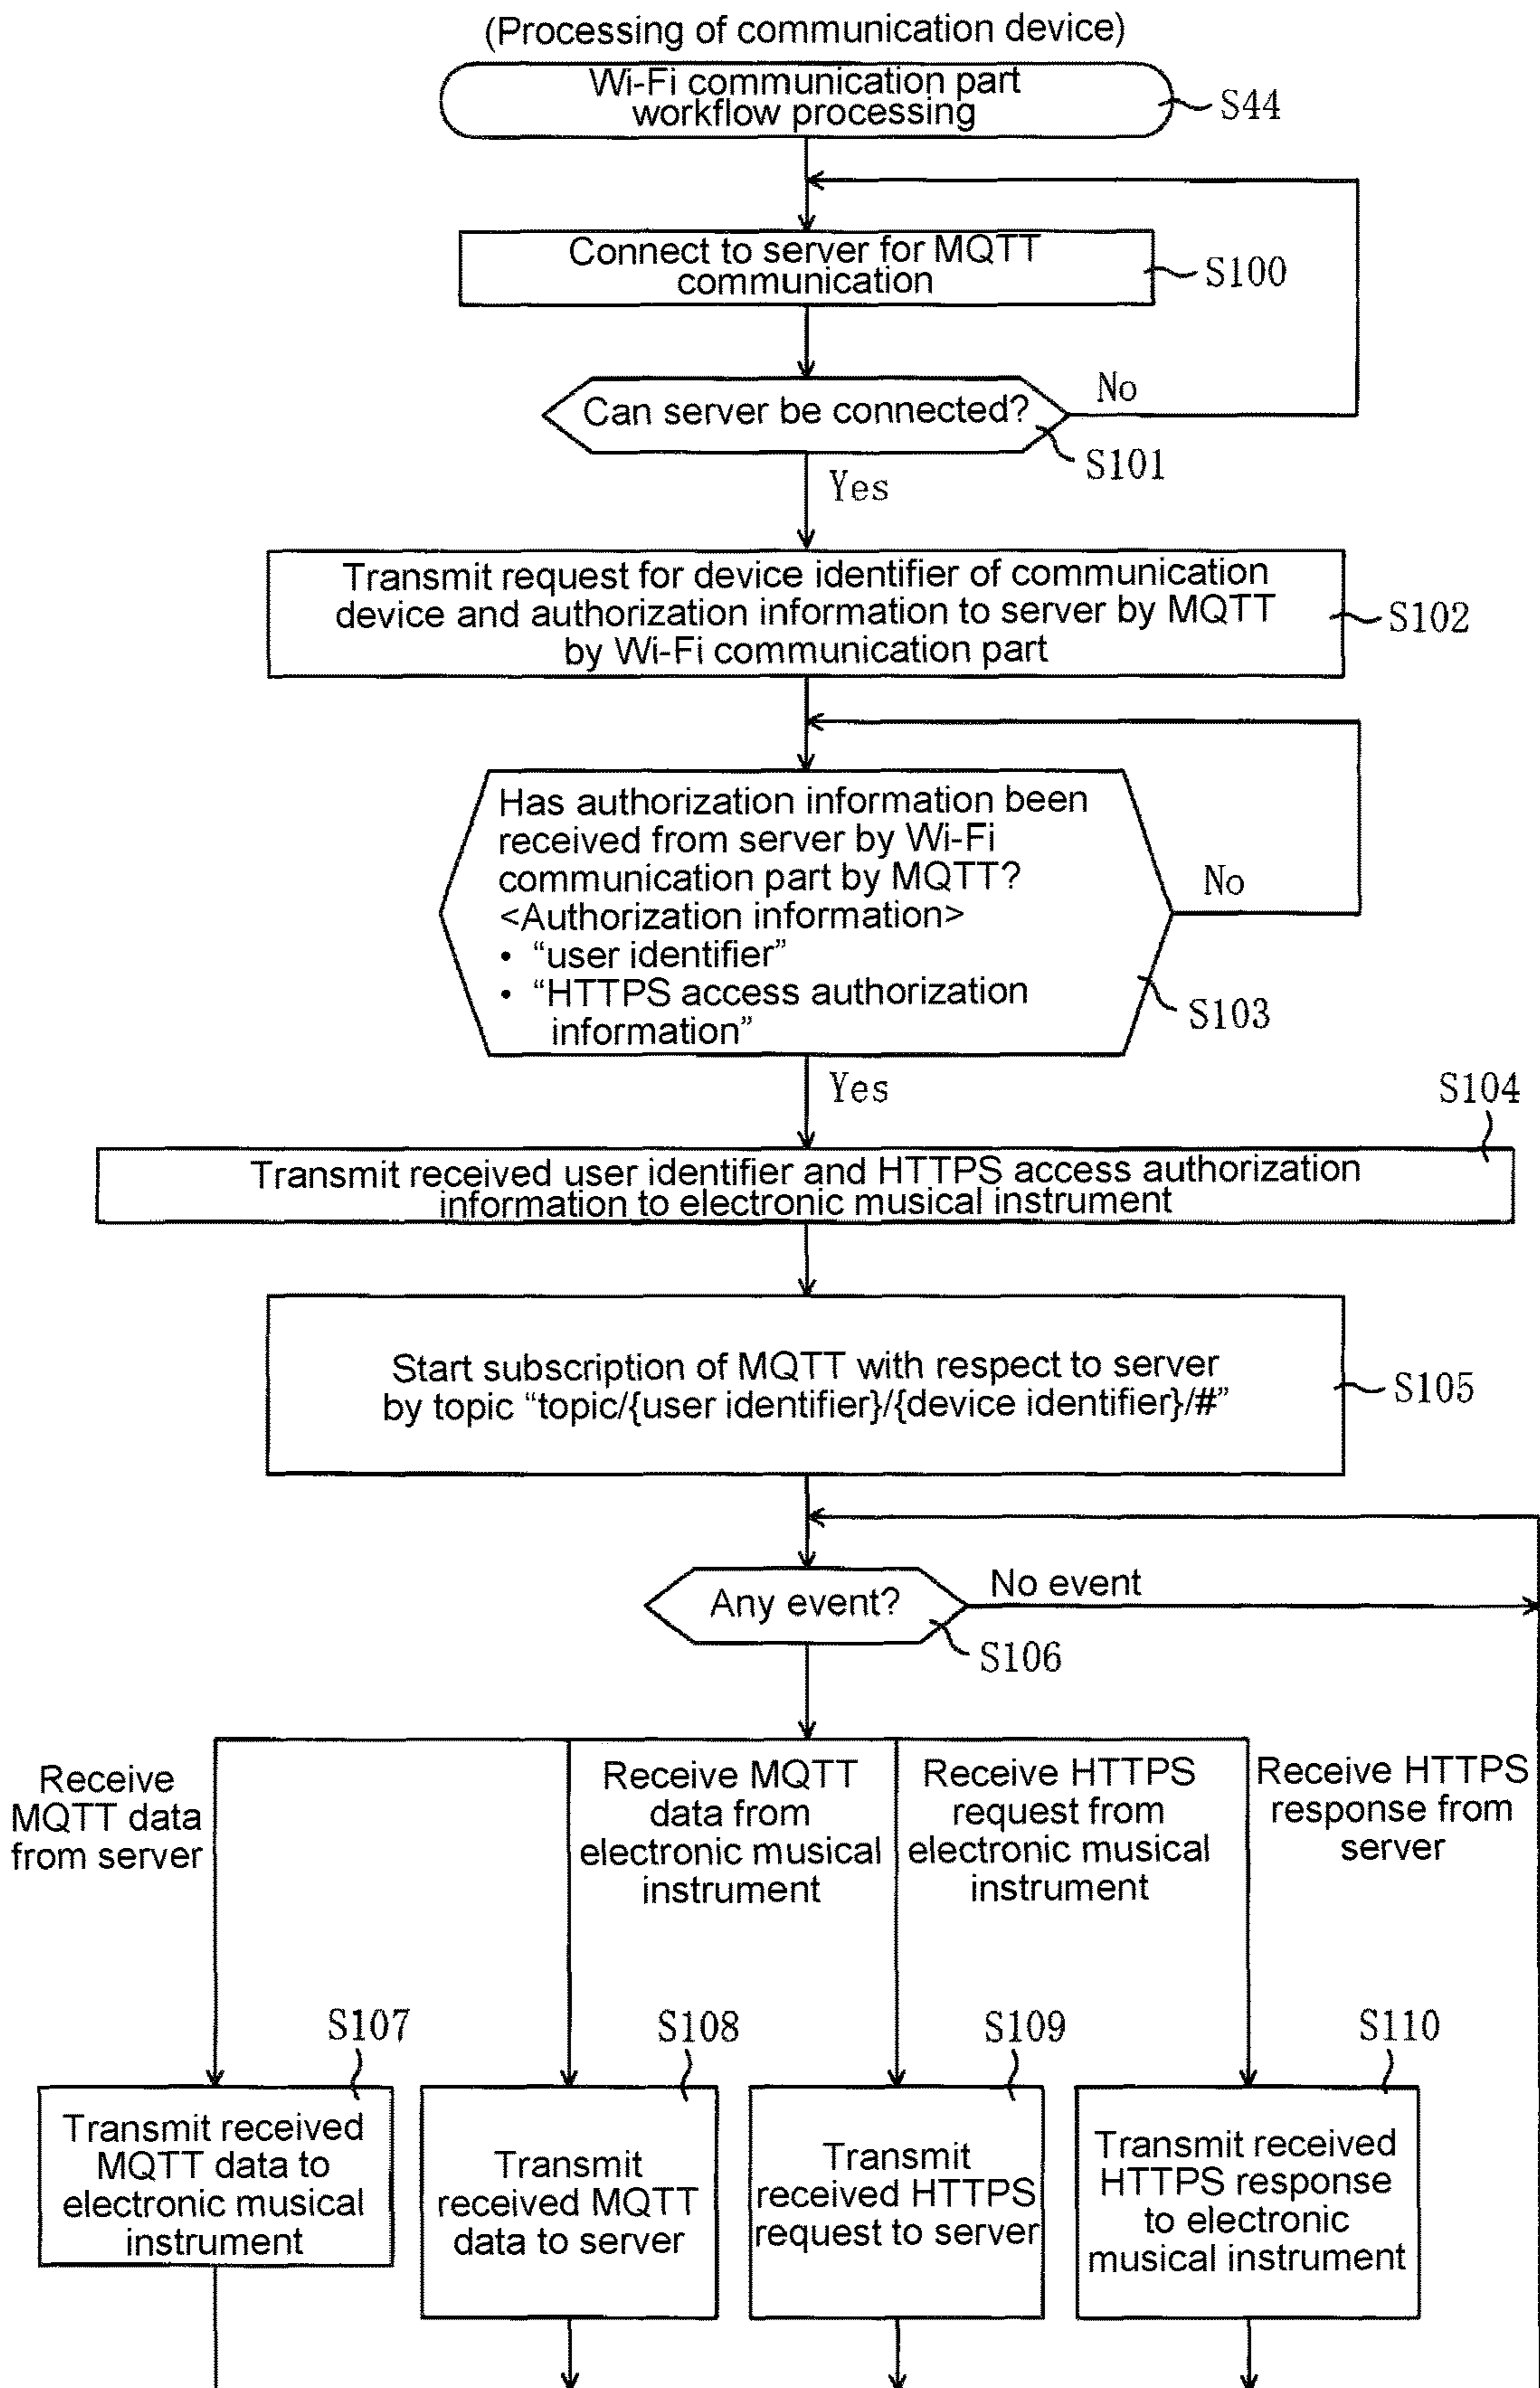 (Processing of communication device)
Wi-Fi communication part
workflow processing
S44
Connect to server for MQTT
communication
S100
Can server be connected?
No
S101
Yes
Transmit request for device identifier of communication
device and authorization information to server by MQTT
by Wi-Fi communication part
S102
Has authorization information been
received from server by Wi-Fi
communication part by MQTT?
<Authorization information>
• “user identifier”
• “HTTPS access authorization
information”
No
S103
Yes
S104
Transmit received user identifier and HTTPS access authorization
information to electronic musical instrument
Start subscription of MQTT with respect to server
by topic “topic/{user identifier}/{device identifier}/#”
S105
Any event?
No event
S106
Receive
MQTT data
from server
Receive MQTT
data from
electronic musical
instrument
Receive HTTPS
request from
electronic musical
instrument
Receive HTTPS
response from
server
S107
Transmit received
MQTT data to
electronic musical
instrument
S108
Transmit
received MQTT
data to server
S109
Transmit
received HTTPS
request to server
S110
Transmit received
HTTPS response
to electronic
musical instrument